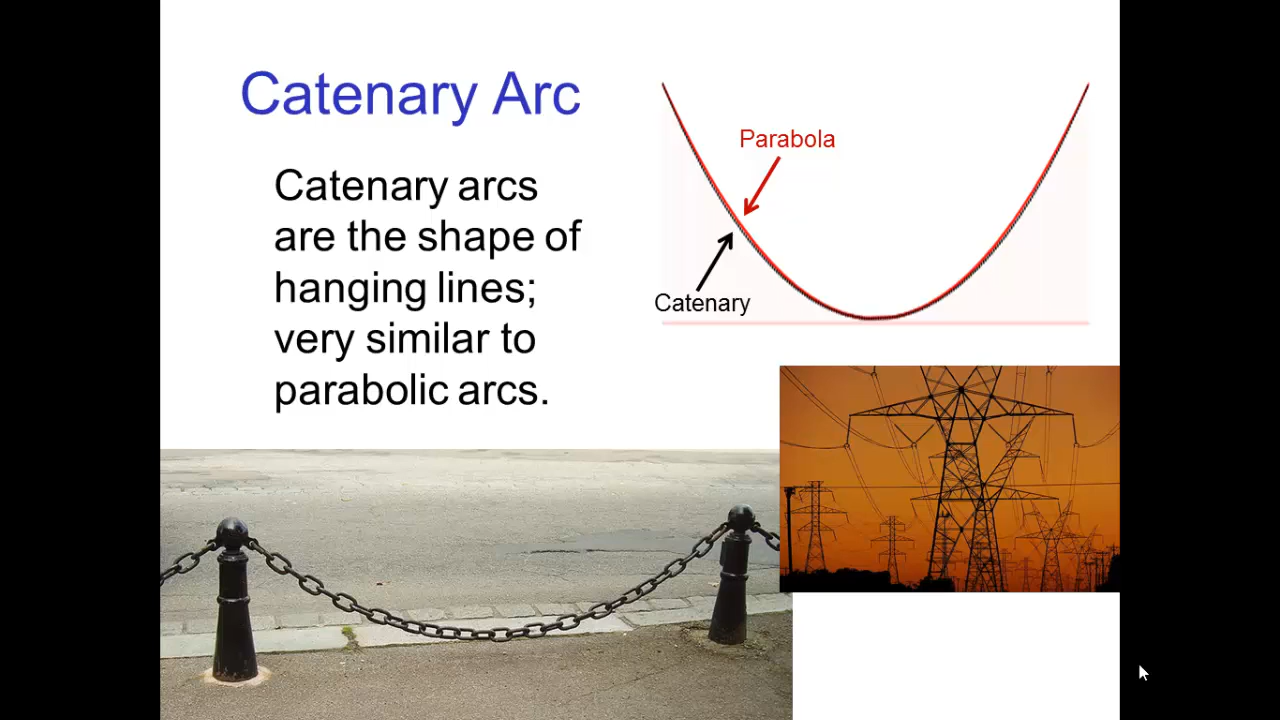 Catenary Arc
Catenary arcs
are the shape of
hanging lines;
very similar to
parabolic arcs.
Parabola
Catenary